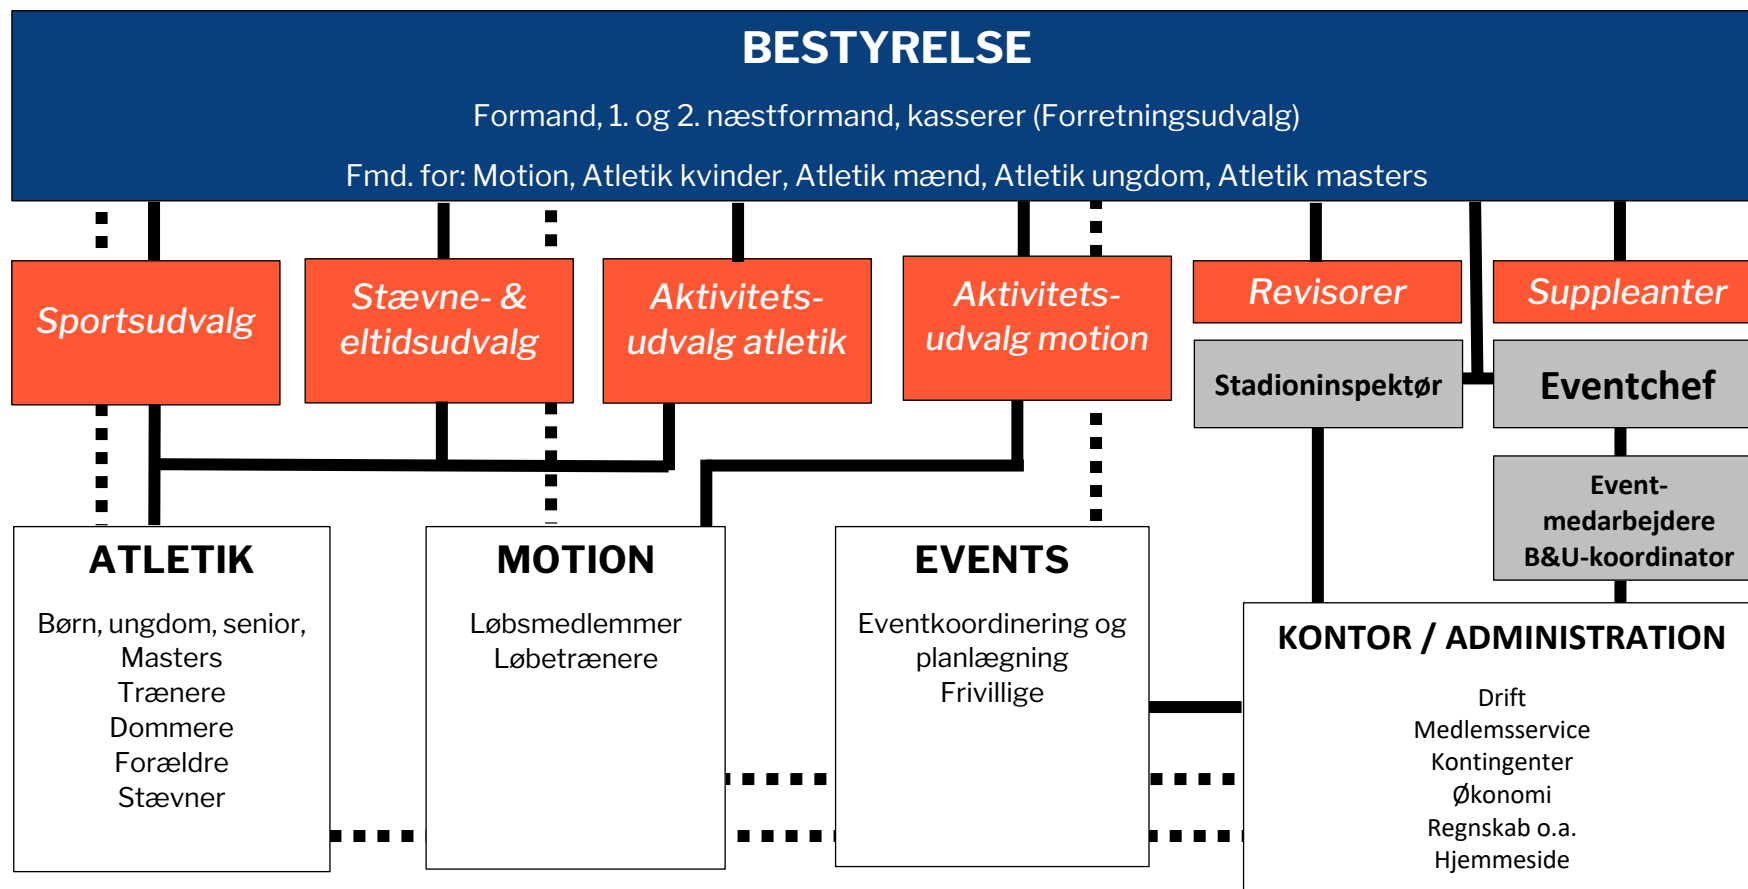 BESTYRELSE
Formand, 1. og 2. næstformand, kasserer (Forretningsudvalg)
Fmd. for: Motion, Atletik kvinder, Atletik mænd, Atletik ungdom, Atletik masters
Sportsudvalg
Stævne- &
eltidsudvalg
Aktivitets-
udvalg atletik
Aktivitets-
udvalg motion
Revisorer
Suppleanter
Stadioninspektør
Eventchef
Event-
medarbejdere
B&U-koordinator
ATLETIK
Børn, ungdom, senior,
Masters
Trænere
Dommere
Forældre
Stævner
MOTION
Løbsmedlemmer
Løbetrænere
EVENTS
Eventkoordinering og
planlægning
Frivillige
KONTOR / ADMINISTRATION
Drift
Medlemsservice
Kontingenter
Økonomi
Regnskab o.a.
Hjemmeside